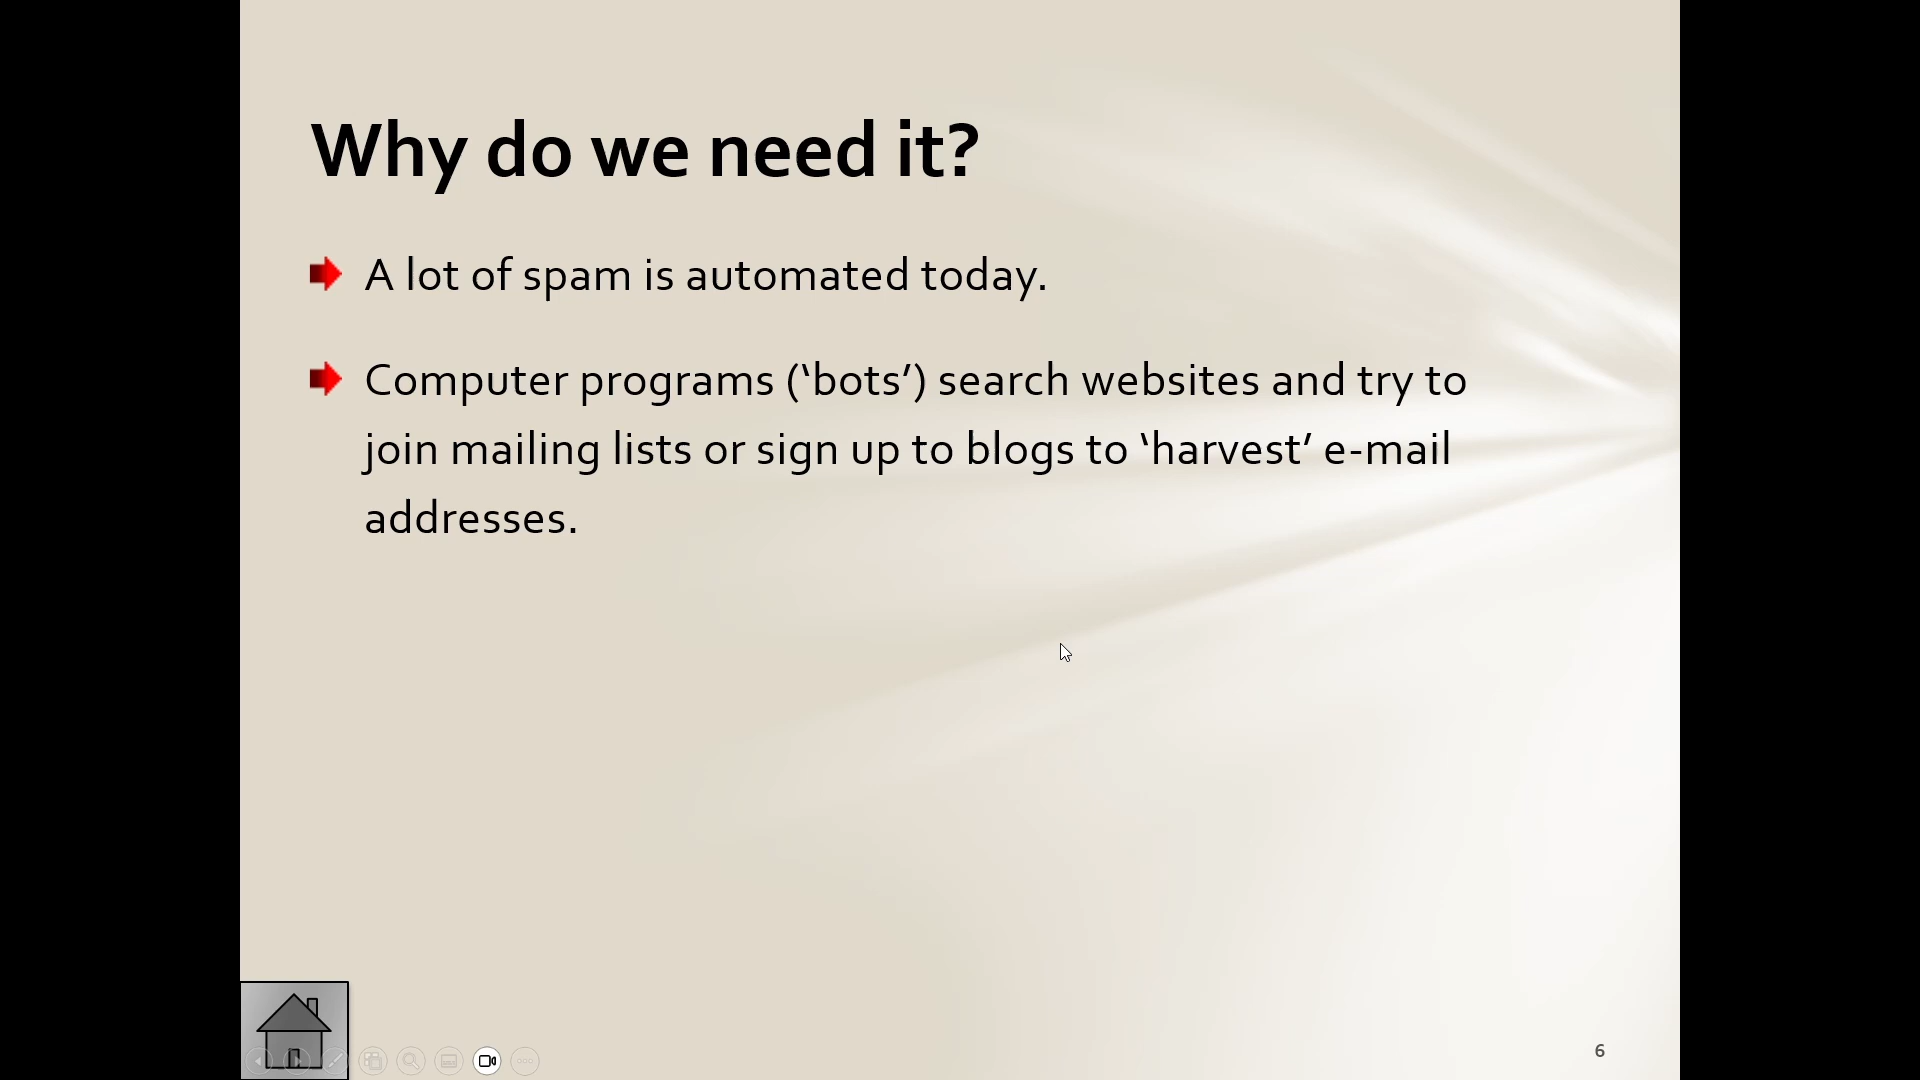 Why do we need it?
A lot of spam is automated today.
Computer programs (‘bots’) search websites and try to
join mailing lists or sign up to blogs to ‘harvest’ e-mail
addresses.
6